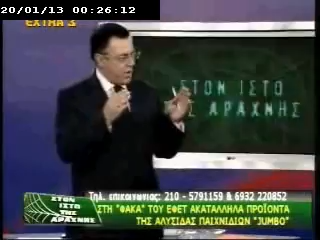 20/01/13 00:26:12
EXTRA 3
ΣΤΟΝ ΙΣΤΟ
ΤΗΣ ΑΡΑΧΝΗΣ
Τηλ. επικοινωνιας: 210 - 5791159 & 6932 220852
ΣΤΟΝ
ΙΣΤΟ
ΤΗΣ
ΑΡΑΧΝΗΣ
ΣΤΗ "ΦΑΚΑ" ΤΟΥ ΕΦΕΤ ΑΚΑΤΑΛΛΗΛΑ ΠΡΟΪΟΝΤΑ
ΤΗΣ ΑΛΥΣΙΔΑΣ ΠΑΙΧΝΙΔΙΩΝ "JUMBO"